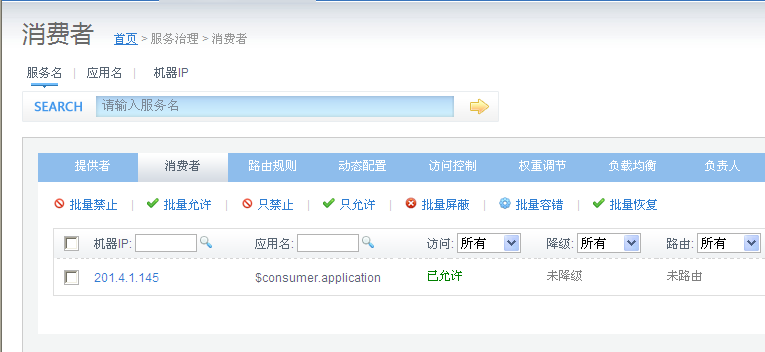 消费者 首页 > 服务治理 > 消费者
服务名 | 应用名 | 机器IP
SEARCH 请输入服务名
提供者 消费者 路由规则 动态配置 访问控制 权重调节 负载均衡 负责人
批量禁止 | 批量允许 | 只禁止 | 只允许 | 批量屏蔽 | 批量容错 | 批量恢复
机器IP: 应用名: 访问: 所有 降级: 所有 路由: 所有
201.4.1.145 $consumer.application 已允许 未降级 未路由